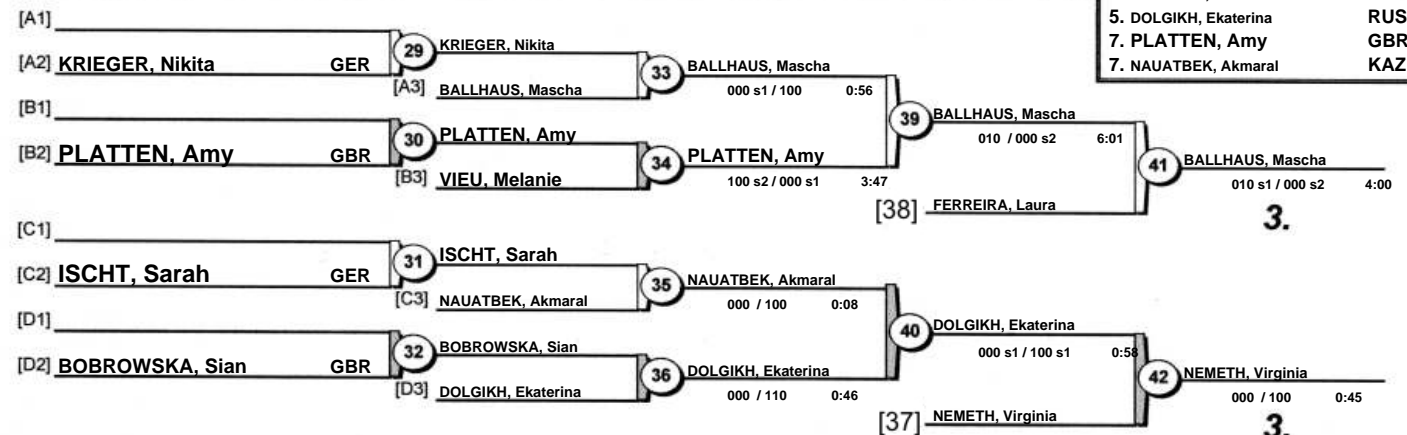 5. DOLGIKH, Ekaterina RUS
7. PLATTEN, Amy GBR
7. NAUATBEK, Akmaral KAZ
[A1]
29 KRIEGER, Nikita
[A2] KRIEGER, Nikita GER
33 BALLHAUS, Mascha
[A3] BALLHAUS, Mascha
000 s1 / 100 0:56
[B1]
39 BALLHAUS, Mascha
30 PLATTEN, Amy
010 / 000 s2 6:01
[B2] PLATTEN, Amy GBR
34 PLATTEN, Amy
41 BALLHAUS, Mascha
[B3] VIEU, Melanie
100 s2 / 000 s1 3:47
010 s1 / 000 s2 4:00
[38] FERREIRA, Laura
3.
[C1]
31 ISCHT, Sarah
[C2] ISCHT, Sarah GER
35 NAUATBEK, Akmaral
[C3] NAUATBEK, Akmaral
000 / 100 0:08
[D1]
40 DOLGIKH, Ekaterina
32 BOBROWSKA, Sian
000 s1 / 100 s1 0:58
[D2] BOBROWSKA, Sian GBR
36 DOLGIKH, Ekaterina
42 NEMETH, Virginia
[D3] DOLGIKH, Ekaterina
000 / 110 0:46
000 / 100 0:45
[37] NEMETH, Virginia
3.